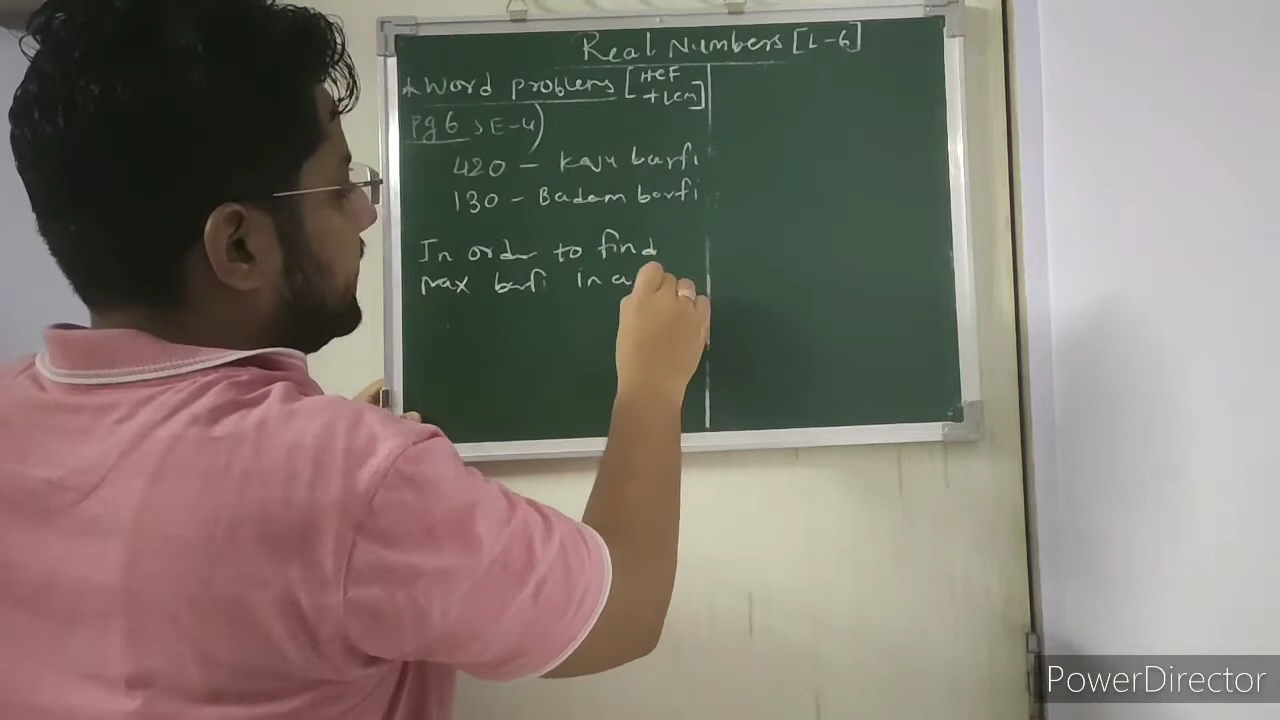 Real Numbers [L-6]
* Word problems [HCF
+ LCM]
Pg 6 SE-4)
420 - Kaju barfi
130 - Badam barfi
In order to find
max barfi in a
PowerDirector